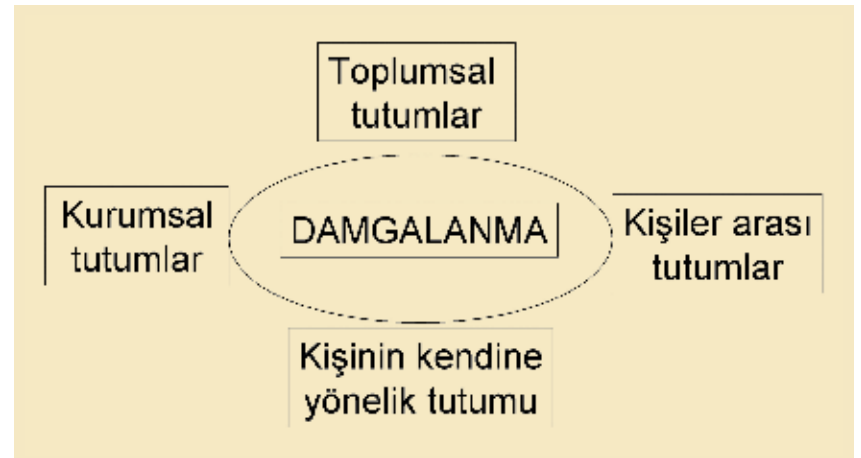 Toplumsal
tutumlar
Kurumsal
tutumlar
DAMGALANMA
Kişiler arası
tutumlar
Kişinin kendine
yönelik tutumu